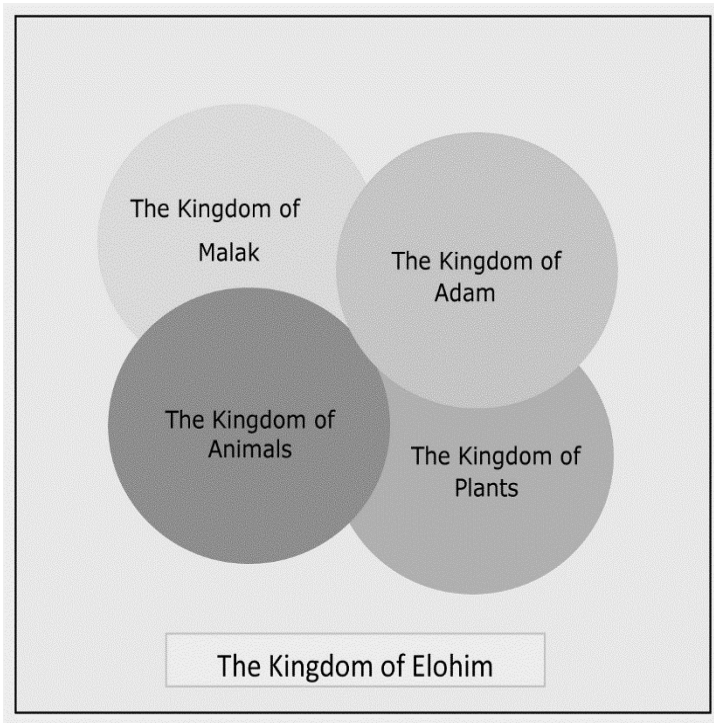 The Kingdom of
Malak
The Kingdom of
Adam
The Kingdom of
Animals
The Kingdom of
Plants
The Kingdom of Elohim